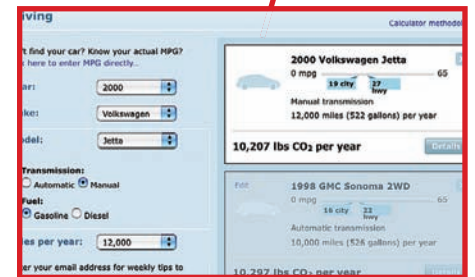 iving
Calculator methodol
't find your car? Know your actual MPG?
k here to enter MPG directly...
ar:
2000
ake:
Volkswagen
odel:
Jetta
Transmission:
Automatic Manual
Fuel:
Gasoline Diesel
es per year:
12,000
er your email address for weekly tips to
2000 Volkswagen Jetta
0 mpg 65
19 city 27 hwy
Manual transmission
12,000 miles (522 gallons) per year
10,207 lbs CO₂ per year
Details
Edit
1998 GMC Sonoma 2WD
0 mpg 65
16 city 22 hwy
Automatic transmission
10,000 miles (526 gallons) per year
10,297 lbs CO₂ per year